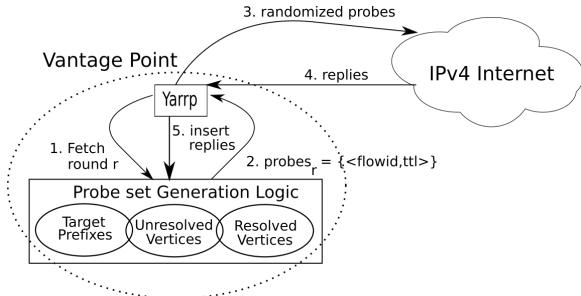 3. randomized probes
Vantage Point
IPv4 Internet
4. replies
Yarrp
5. insert
replies
1. Fetch
round r
2. probes_r = {<flowid,ttl>}
Probe set Generation Logic
Target
Prefixes
Unresolved
Vertices
Resolved
Vertices